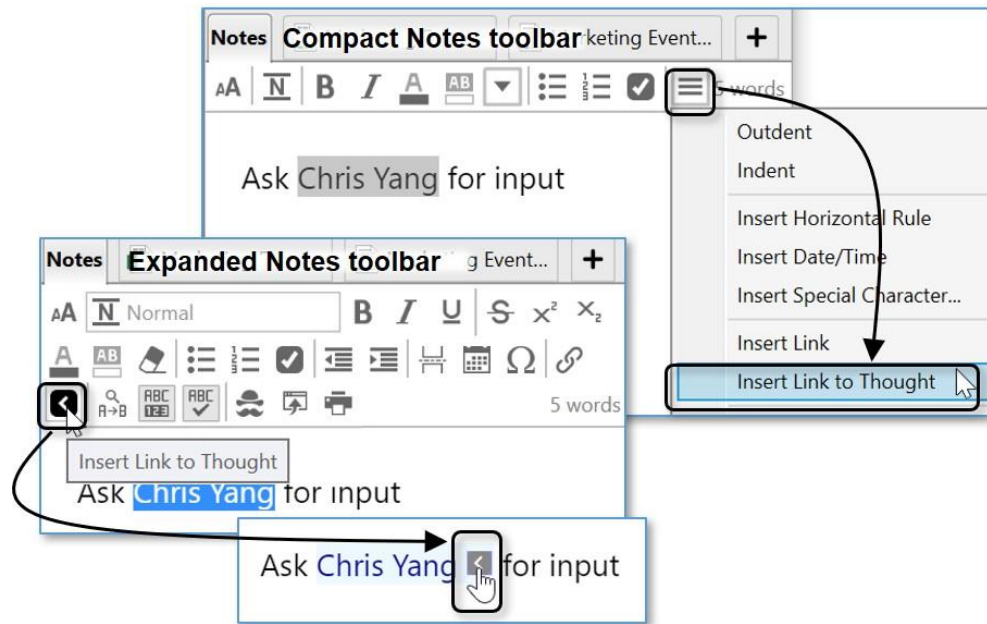 Notes Compact Notes toolbar keting Event... +
AA N B I A AB 5 words
Outdent
Indent
Ask Chris Yang for input
Insert Horizontal Rule
Insert Date/Time
Insert Special Character...
Insert Link
Insert Link to Thought
Notes Expanded Notes toolbar g Event... +
AA N Normal B I U S x² x₂
A AB Ω
A→B ABC 123 ABC 5 words
Insert Link to Thought
Ask Chris Yang for input
Ask Chris Yang for input